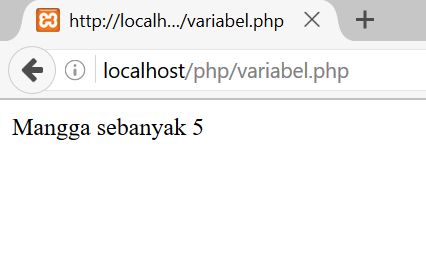 http://localh.../variabel.php
localhost/php/variabel.php
Mangga sebanyak 5